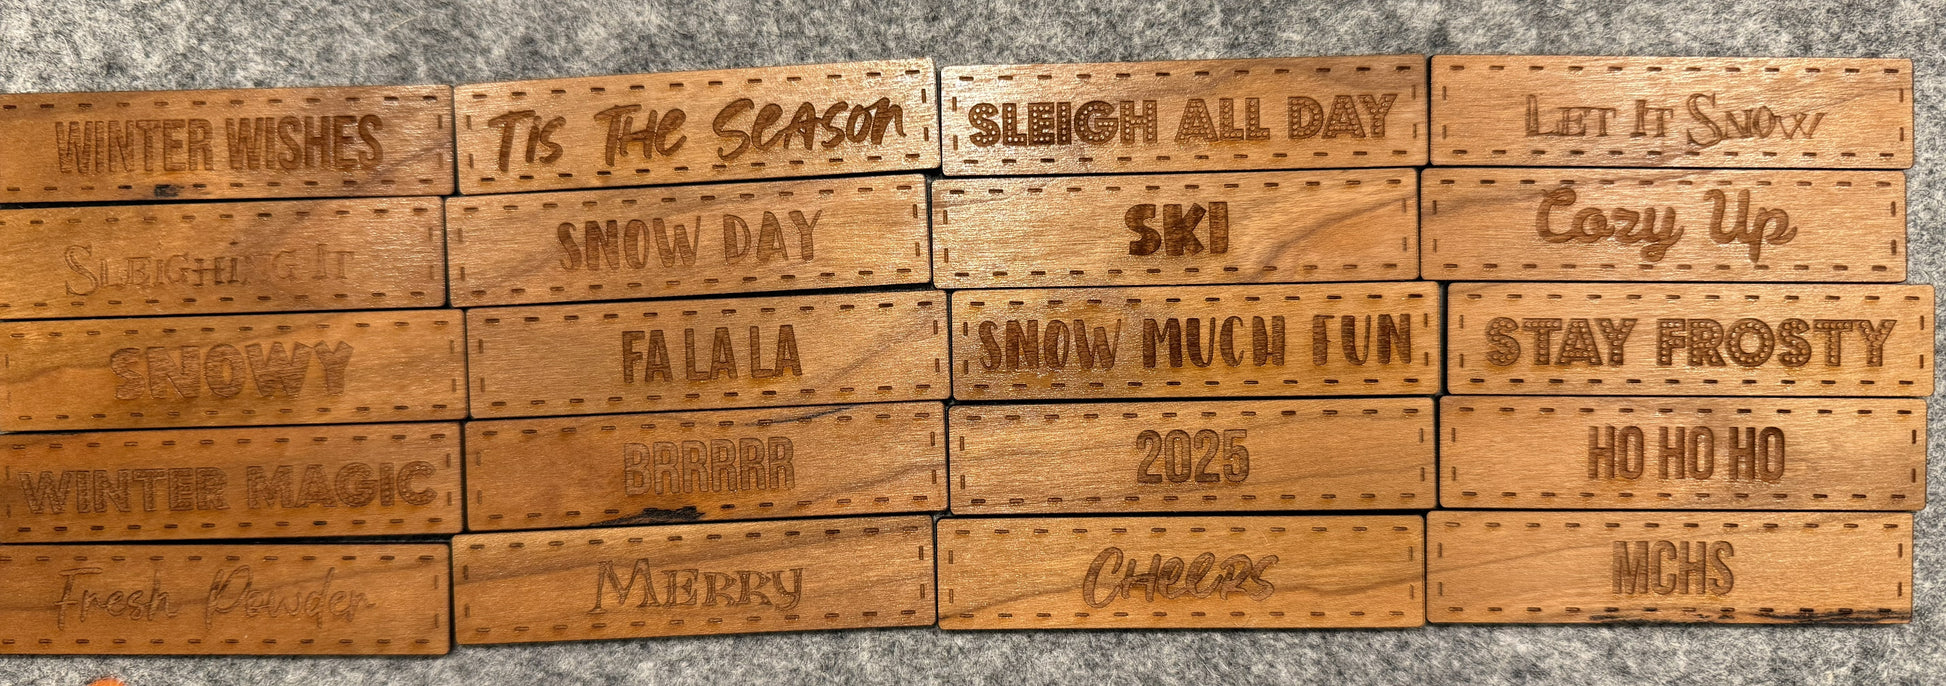 WINTER WISHES
TIS THE SEASON
SLEIGH ALL DAY
LET IT SNOW
SLEIGHING IT
SNOW DAY
SKI
Cozy Up
SNOWY
FA LA LA
SNOW MUCH FUN
STAY FROSTY
WINTER MAGIC
BRRRRR
2025
HO HO HO
Fresh Powder
MERRY
CHEERS
MCHS